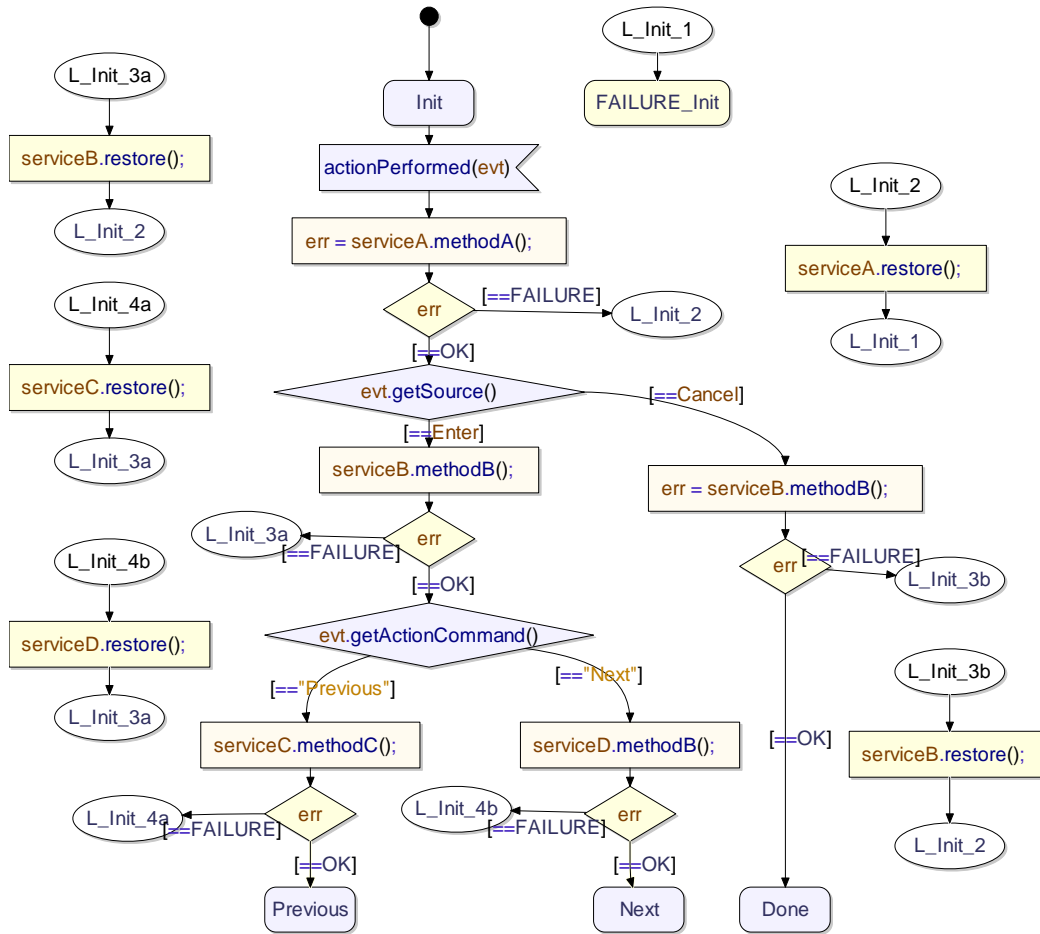 L_Init_1
L_Init_3a
Init
FAILURE_Init
serviceB.restore();
actionPerformed(evt)
L_Init_2
L_Init_2
err = serviceA.methodA();
serviceA.restore();
[==FAILURE]
L_Init_4a
err
L_Init_2
L_Init_1
[==OK]
serviceC.restore();
evt.getSource()
[==Cancel]
[==Enter]
L_Init_3a
serviceB.methodB();
err = serviceB.methodB();
L_Init_3a
err
[==FAILURE]
L_Init_4b
[==FAILURE]
err
L_Init_3b
[==OK]
serviceD.restore();
evt.getActionCommand()
L_Init_3b
[=="Previous"]
[=="Next"]
L_Init_3a
serviceC.methodC();
serviceD.methodB();
[==OK]
serviceB.restore();
L_Init_4a
[==FAILURE]
err
L_Init_4b
[==FAILURE]
err
L_Init_2
[==OK]
[==OK]
Previous
Next
Done